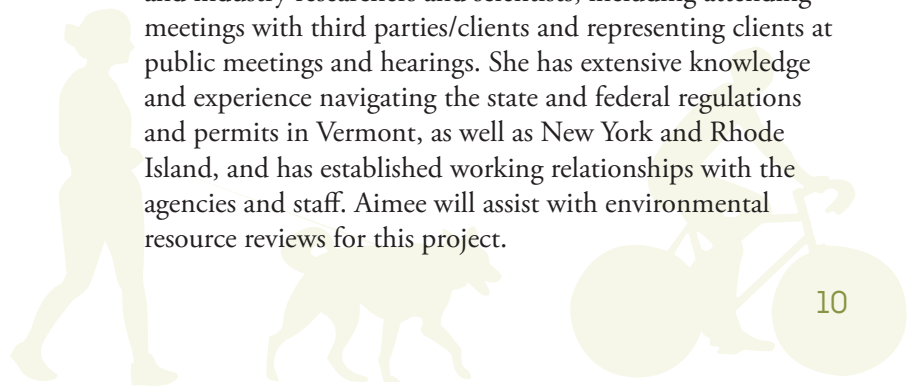 and industry researchers and scientists, including attending
meetings with third parties/clients and representing clients at
public meetings and hearings. She has extensive knowledge
and experience navigating the state and federal regulations
and permits in Vermont, as well as New York and Rhode
Island, and has established working relationships with the
agencies and staff. Aimee will assist with environmental
resource reviews for this project.
10